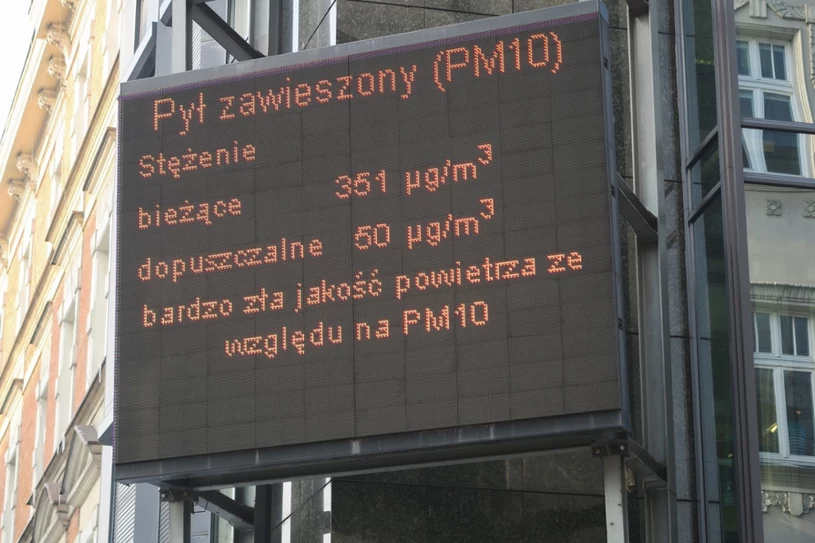 Pył zawieszony (PM10)
Stężenie
bieżące 351 µg/m³
dopuszczalne 50 µg/m³
bardzo zła jakość powietrza ze
względu na PM10